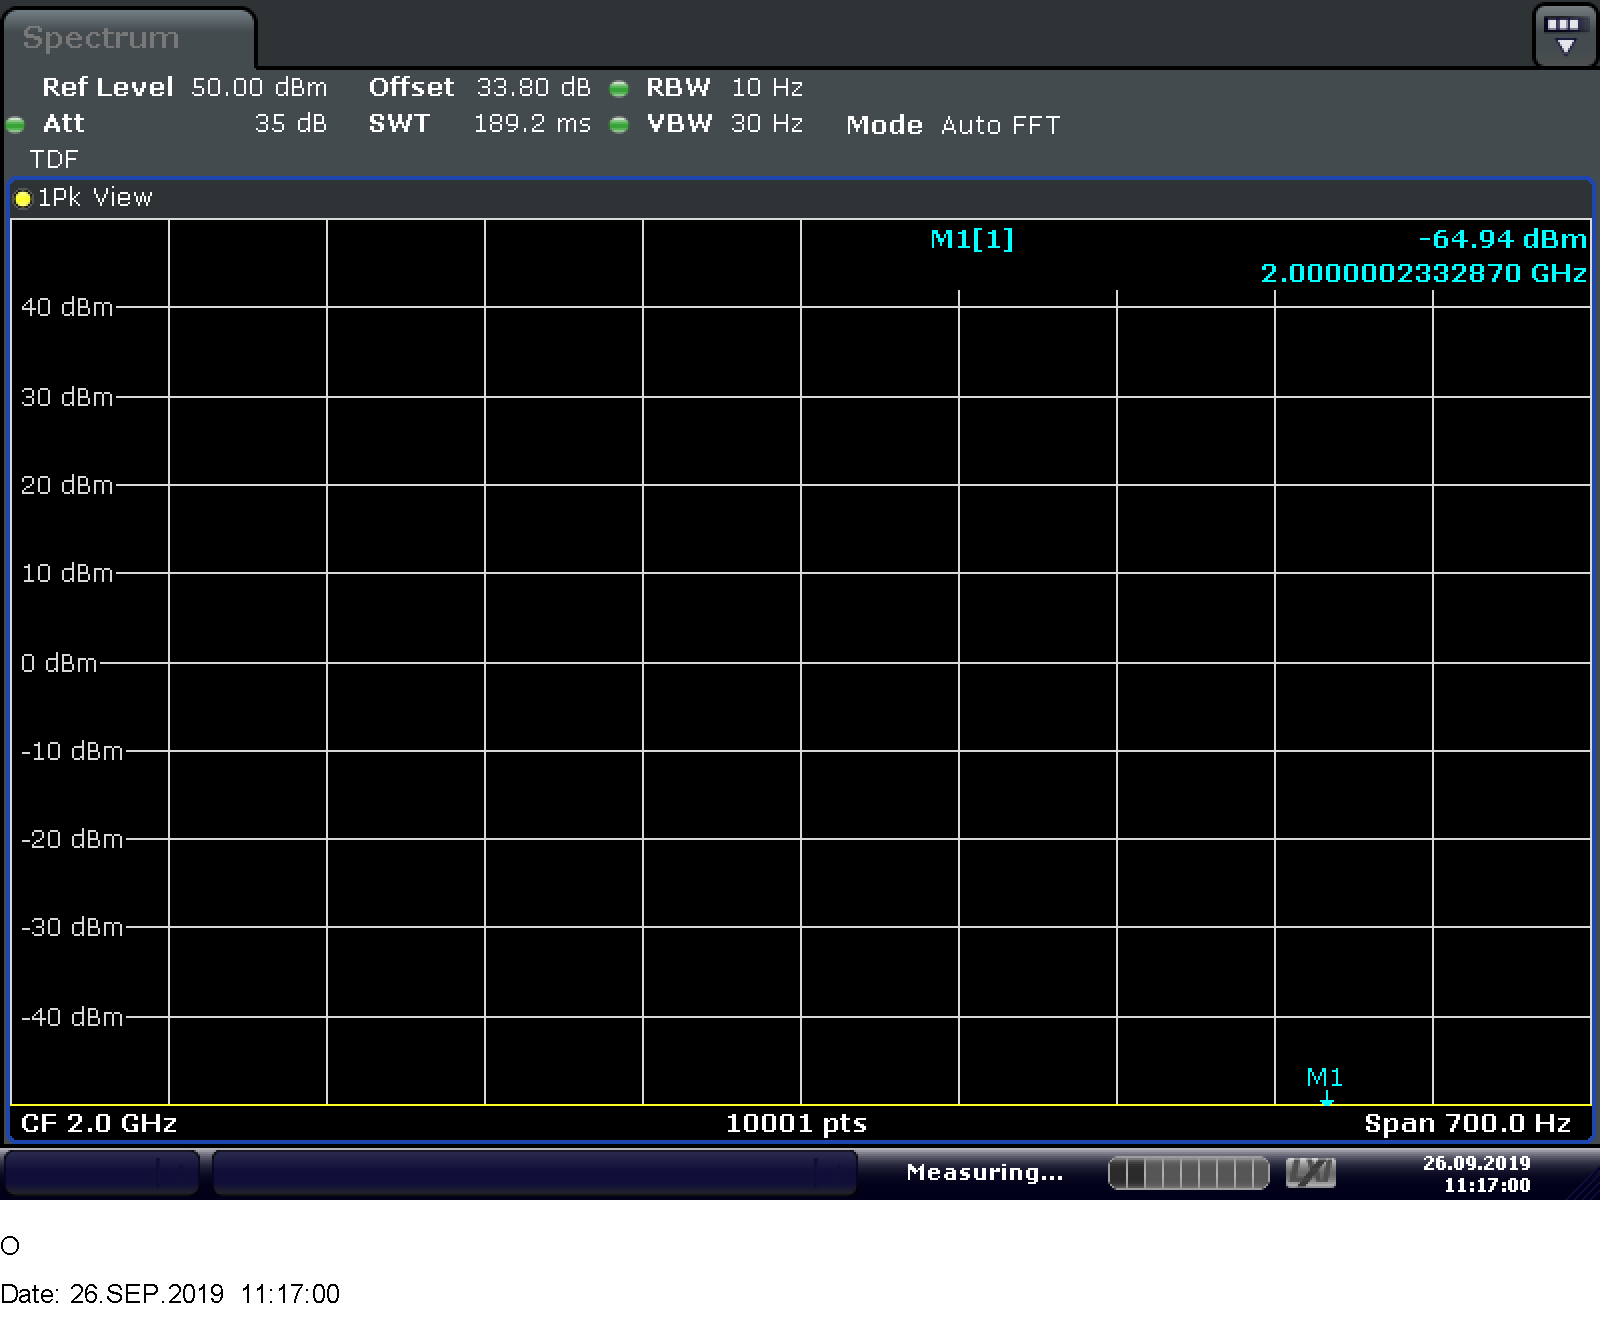 Spectrum
Ref Level 50.00 dBm Offset 33.80 dB RBW 10 Hz
Att 35 dB SWT 189.2 ms VBW 30 Hz Mode Auto FFT
TDF
1Pk View
M1[1] -64.94 dBm
2.0000002332870 GHz
40 dBm
30 dBm
20 dBm
10 dBm
0 dBm
-10 dBm
-20 dBm
-30 dBm
-40 dBm
M1
CF 2.0 GHz 10001 pts Span 700.0 Hz
Measuring... LXI 26.09.2019
11:17:00
O
Date: 26.SEP.2019 11:17:00